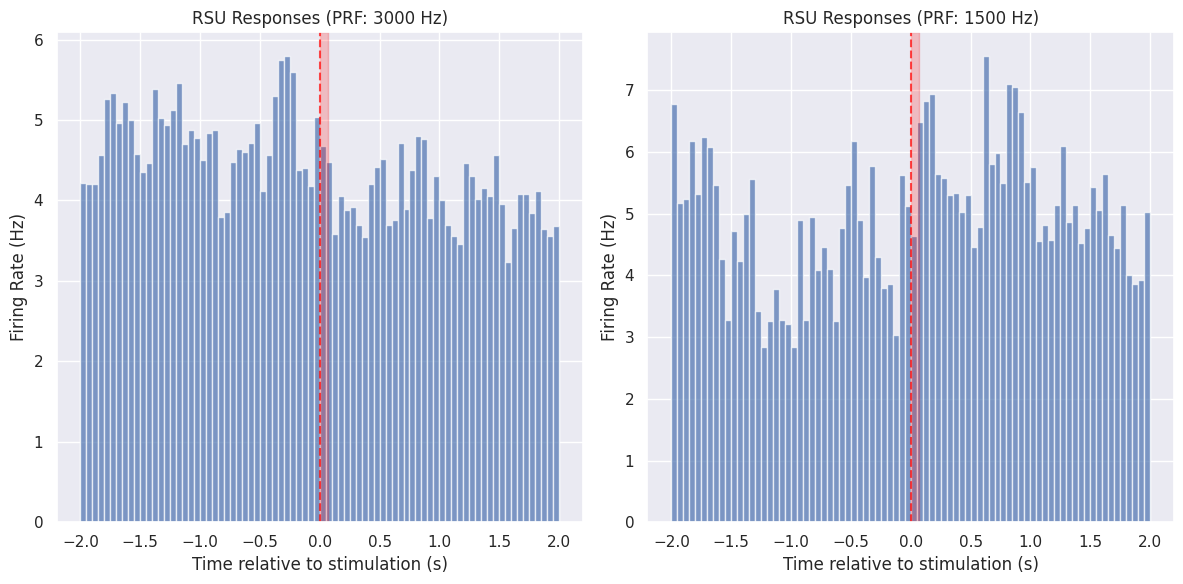 RSU Responses (PRF: 3000 Hz)
6
5
4
3
2
1
0
Firing Rate (Hz)
−2.0 −1.5 −1.0 −0.5 0.0 0.5 1.0 1.5 2.0
Time relative to stimulation (s)
RSU Responses (PRF: 1500 Hz)
7
6
5
4
3
2
1
0
Firing Rate (Hz)
−2.0 −1.5 −1.0 −0.5 0.0 0.5 1.0 1.5 2.0
Time relative to stimulation (s)